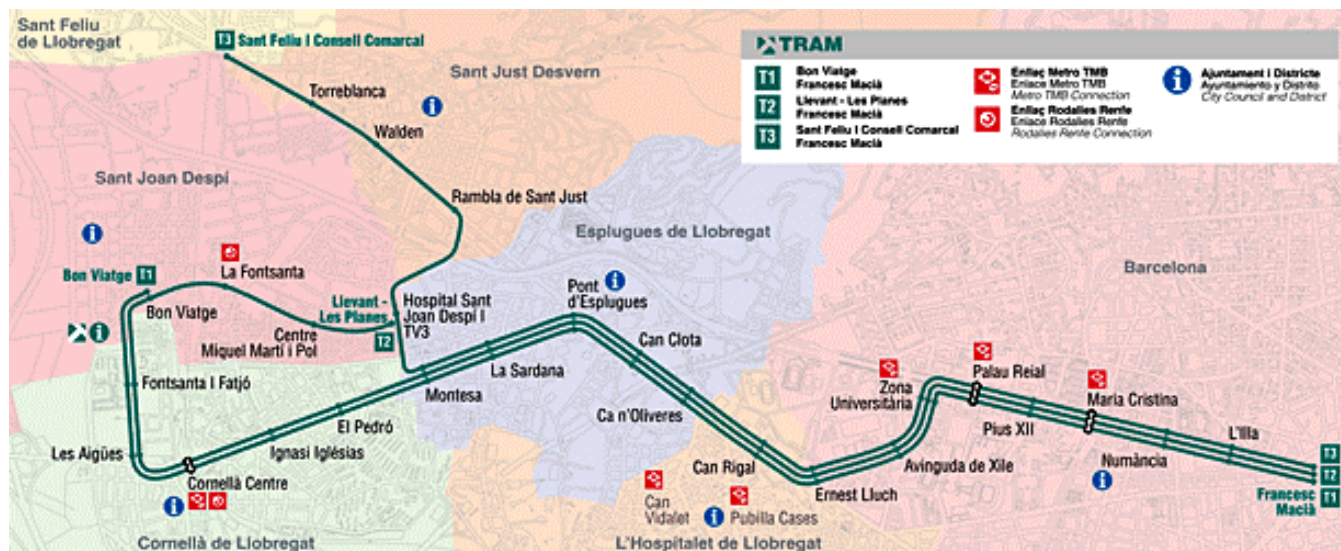 Sant Feliu
de Llobregat
T3 Sant Feliu I Consell Comarcal
Sant Just Desvern
Torreblanca
Walden
TRAM
T1
Bon Viatge
Francesc Macià
T2
Llevant - Les Planes
Francesc Macià
T3
Sant Feliu I Consell Comarcal
Francesc Macià
Enllaç Metro TMB
Enlace Metro TMB
Metro TMB Connection
Enllaç Rodalies Renfe
Enlace Rodalies Renfe
Rodalies Renfe Connection
i
Ajuntament i Districte
Ayuntamiento y Distrito
City Council and District
Sant Joan Despí
Rambla de Sant Just
Esplugues de Llobregat
Barcelona
Bon Viatge T1
La Fontsanta
Bon Viatge
Llevant -
Les Planes
T2
Hospital Sant
Joan Despí I
TV3
Pont
d'Esplugues
Centre
Miquel Martí i Pol
Can Clota
La Sardana
Fontsanta I Fatjó
Montesa
Zona
Universitària
Palau Reial
Maria Cristina
Ca n'Oliveres
El Pedró
Pius XII
L'Illa
Les Aigües
Ignasi Iglésias
Can Rigal
Avinguda de Xile
Numància
T3
T2
T1
Cornellà Centre
Ernest Lluch
Francesc
Macià
Can
Vidalet
Pubilla Cases
Cornellà de Llobregat
L'Hospitalet de Llobregat